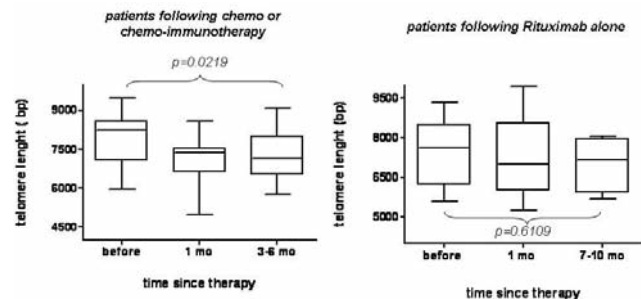 patients following chemo or
chemo-immunotherapy
p=0.0219
telomere lenght ( bp)
9000
7500
6000
4500
before 1 mo 3-6 mo
time since therapy
patients following Rituximab alone
telomere lenght (bp)
9500
8000
6500
5000
p=0.6109
before 1 mo 7-10 mo
time since therapy